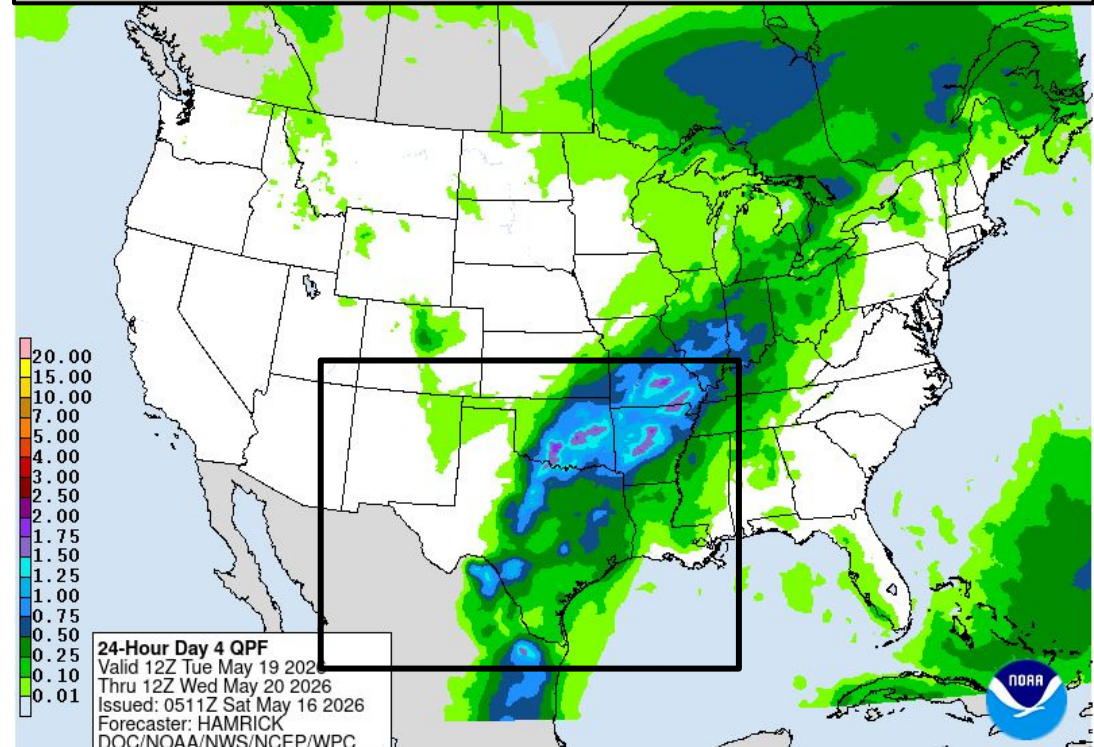 20.00
15.00
10.00
7.00
5.00
4.00
3.00
2.50
2.00
1.75
1.50
1.25
1.00
0.75
0.50
0.25
0.10
0.01
24-Hour Day 4 QPF
Valid 12Z Tue May 19 2026
Thru 12Z Wed May 20 2026
Issued: 0511Z Sat May 16 2026
Forecaster: HAMRICK
DOC/NOAA/NWS/NCEP/WPC
NOAA